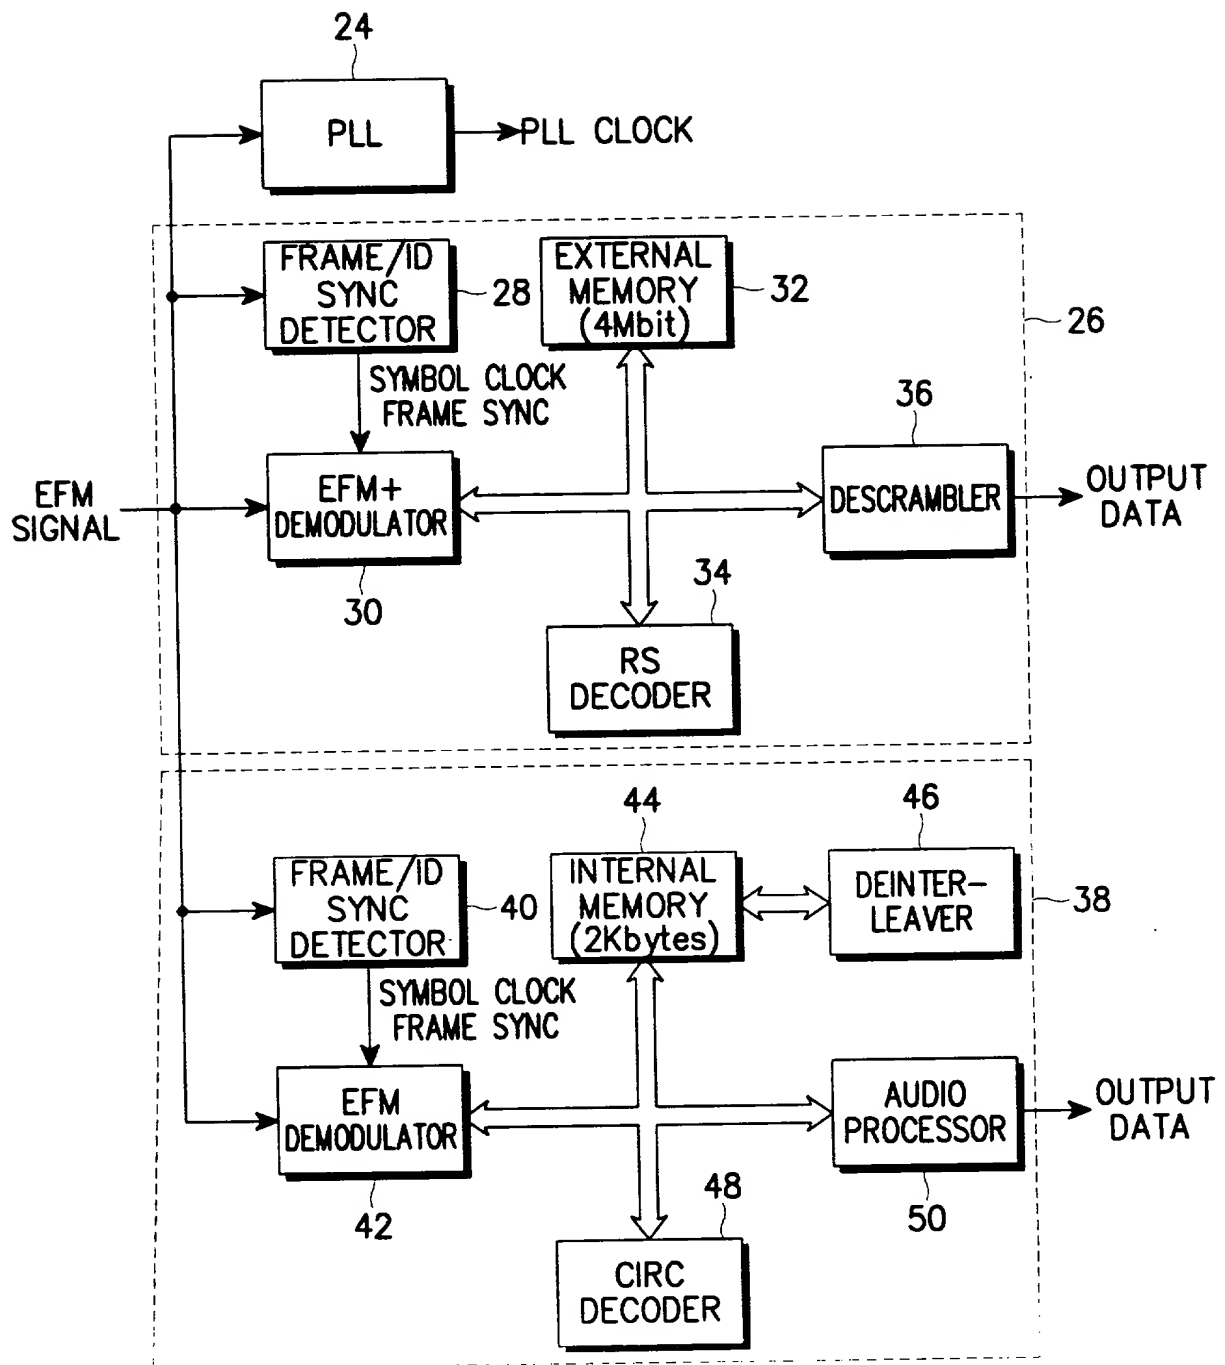 24
PLL
PLL CLOCK
FRAME/ID
SYNC
DETECTOR
28
EXTERNAL
MEMORY
(4Mbit)
32
26
SYMBOL CLOCK
FRAME SYNC
36
EFM
SIGNAL
EFM+
DEMODULATOR
30
DESCRAMBLER
OUTPUT
DATA
34
RS
DECODER
44
46
FRAME/ID
SYNC
DETECTOR
40
INTERNAL
MEMORY
(2Kbytes)
DEINTER-
LEAVER
38
SYMBOL CLOCK
FRAME SYNC
EFM
DEMODULATOR
42
AUDIO
PROCESSOR
50
OUTPUT
DATA
48
CIRC
DECODER